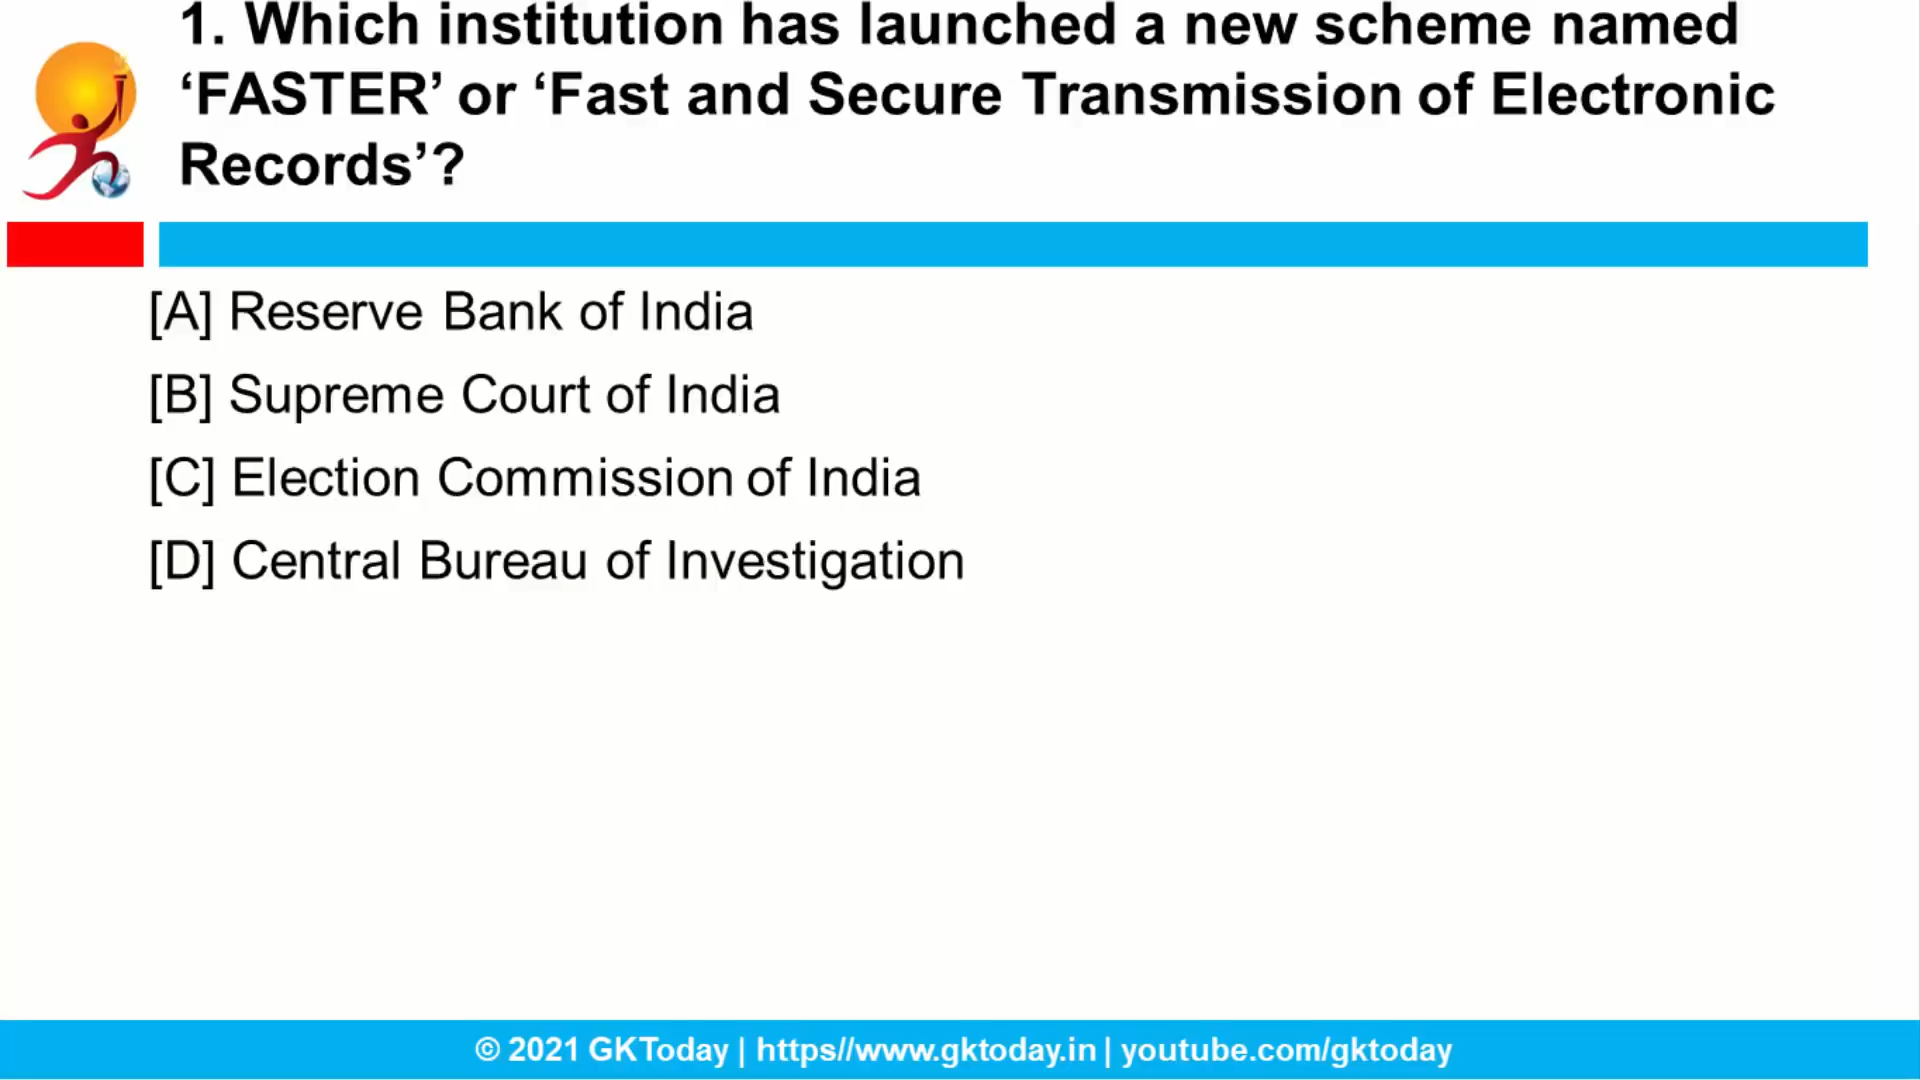 1. Which institution has launched a new scheme named
‘FASTER’ or ‘Fast and Secure Transmission of Electronic
Records’?
[A] Reserve Bank of India
[B] Supreme Court of India
[C] Election Commission of India
[D] Central Bureau of Investigation
© 2021 GKToday | https//www.gktoday.in | youtube.com/gktoday